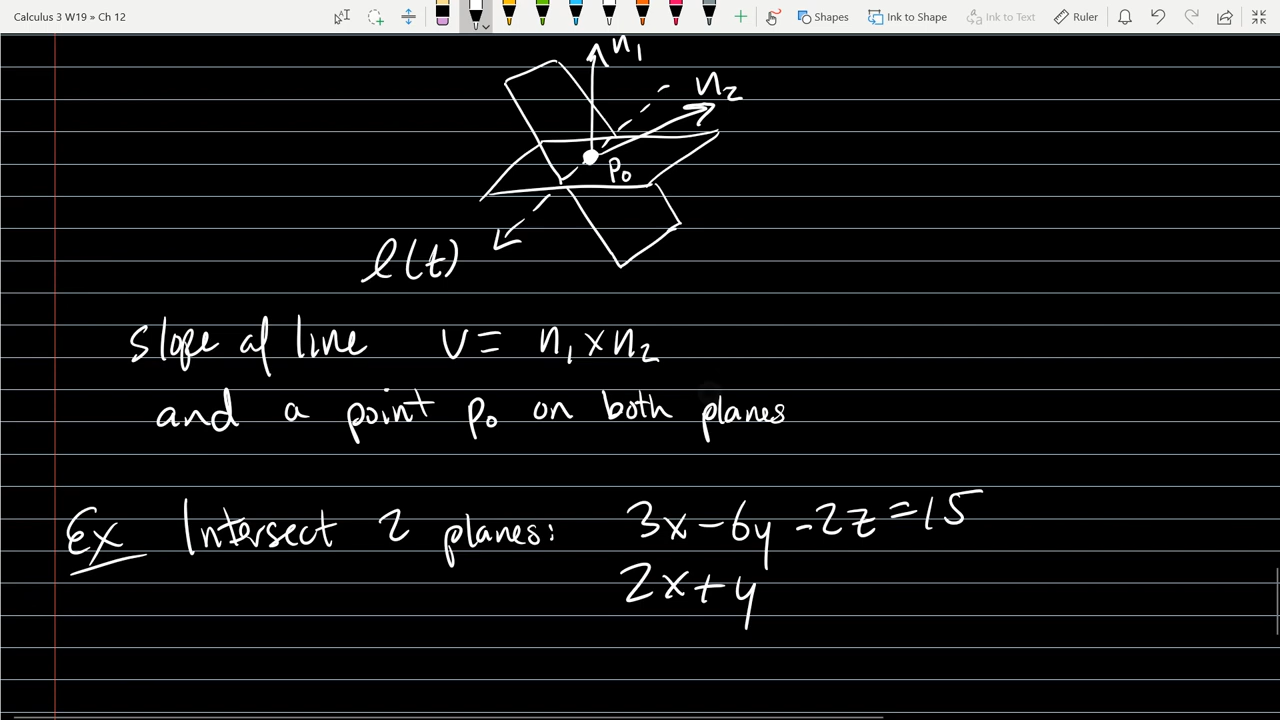 Calculus 3 W19 » Ch 12
Shapes
Ink to Shape
Ink to Text
Ruler
n₁
n₂
p₀
l(t)
slope of line v = n₁ × n₂
and a point p₀ on both planes
Ex Intersect 2 planes: 3x - 6y - 2z = 15
2x + y